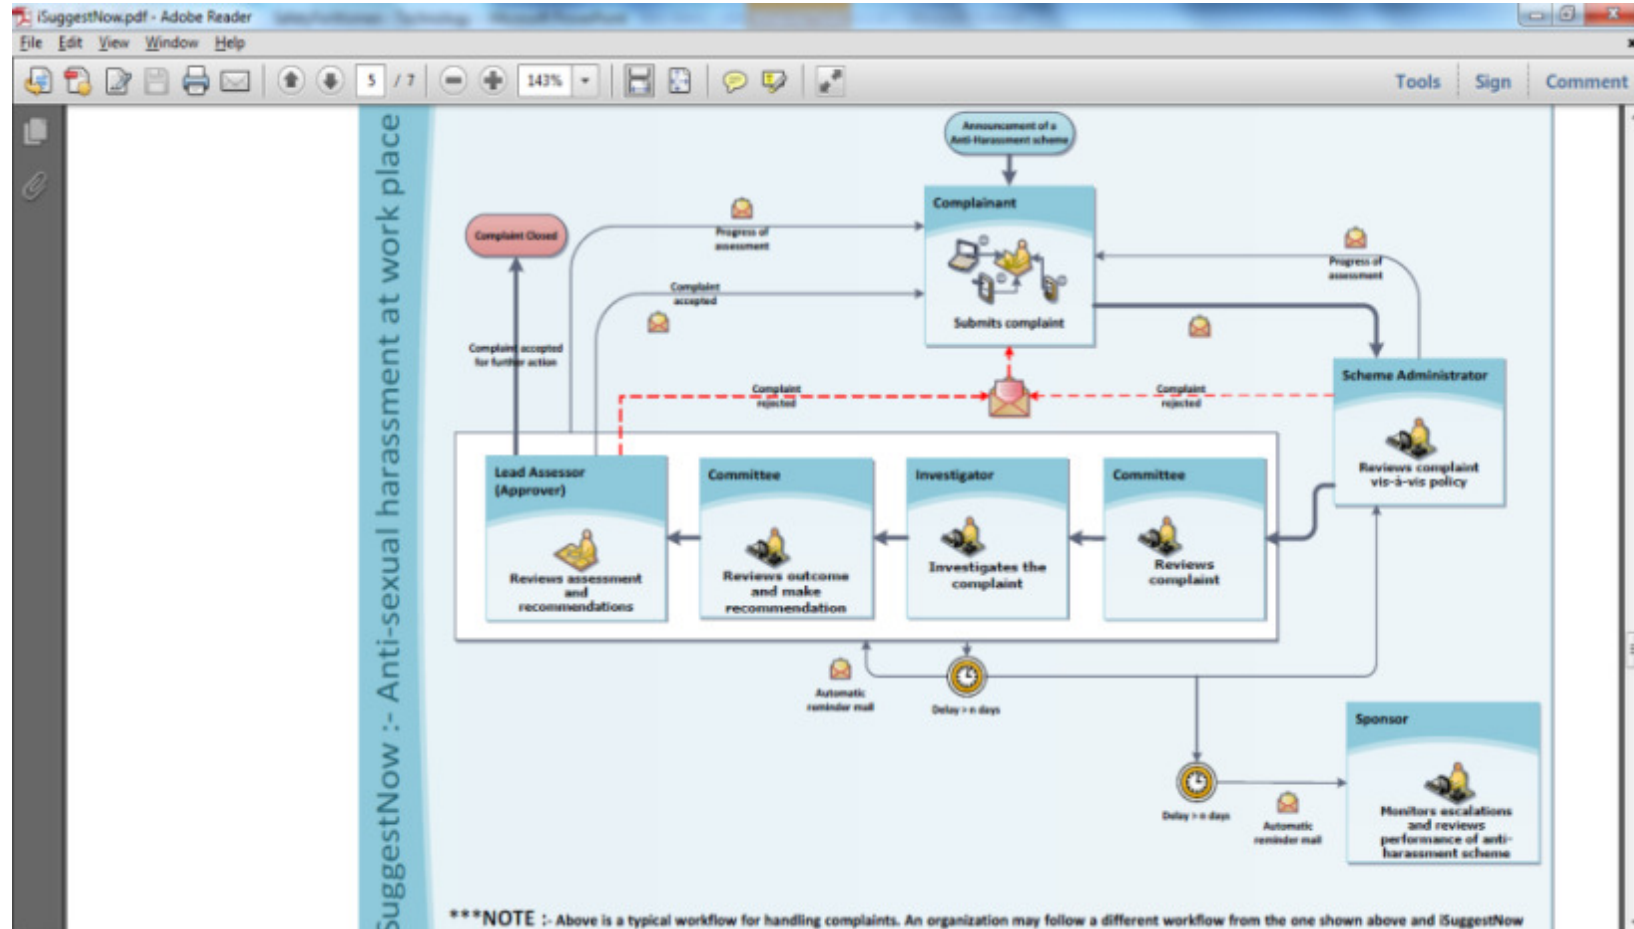 iSuggestNow.pdf - Adobe Reader
File Edit View Window Help
5 / 7
143%
Tools Sign Comment
SuggestNow :- Anti-sexual harassment at work place
Announcement of a
Anti-Harassment scheme
Complainant
Submits complaint
Complaint Closed
Progress of
assessment
Complaint
accepted
Progress of
assessment
Complaint accepted
for further action
Complaint
rejected
Complaint
rejected
Scheme Administrator
Reviews complaint
vis-à-vis policy
Lead Assessor
(Approver)
Reviews assessment
and
recommendations
Committee
Reviews outcome
and make
recommendation
Investigator
Investigates the
complaint
Committee
Reviews
complaint
Automatic
reminder mail
Delay > n days
Delay > n days
Automatic
reminder mail
Sponsor
Monitors escalations
and reviews
performance of anti-
harassment scheme
***NOTE :- Above is a typical workflow for handling complaints. An organization may follow a different workflow from the one shown above and iSuggestNow